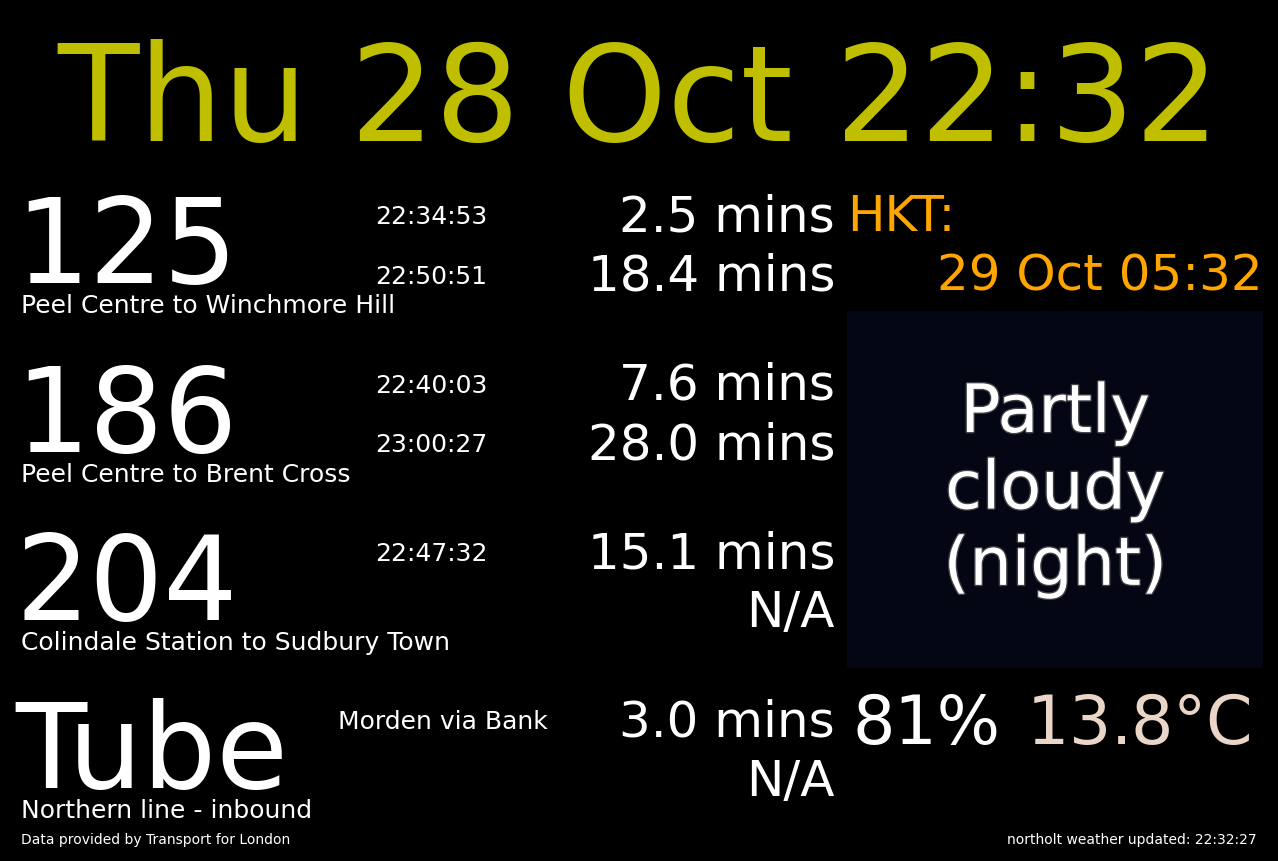 Thu 28 Oct 22:32
125
22:34:53
2.5 mins
22:50:51
18.4 mins
Peel Centre to Winchmore Hill
186
22:40:03
7.6 mins
23:00:27
28.0 mins
Peel Centre to Brent Cross
204
22:47:32
15.1 mins
N/A
Colindale Station to Sudbury Town
Tube
Morden via Bank
3.0 mins
N/A
Northern line - inbound
Data provided by Transport for London
HKT:
29 Oct 05:32
Partly
cloudy
(night)
81% 13.8°C
northolt weather updated: 22:32:27